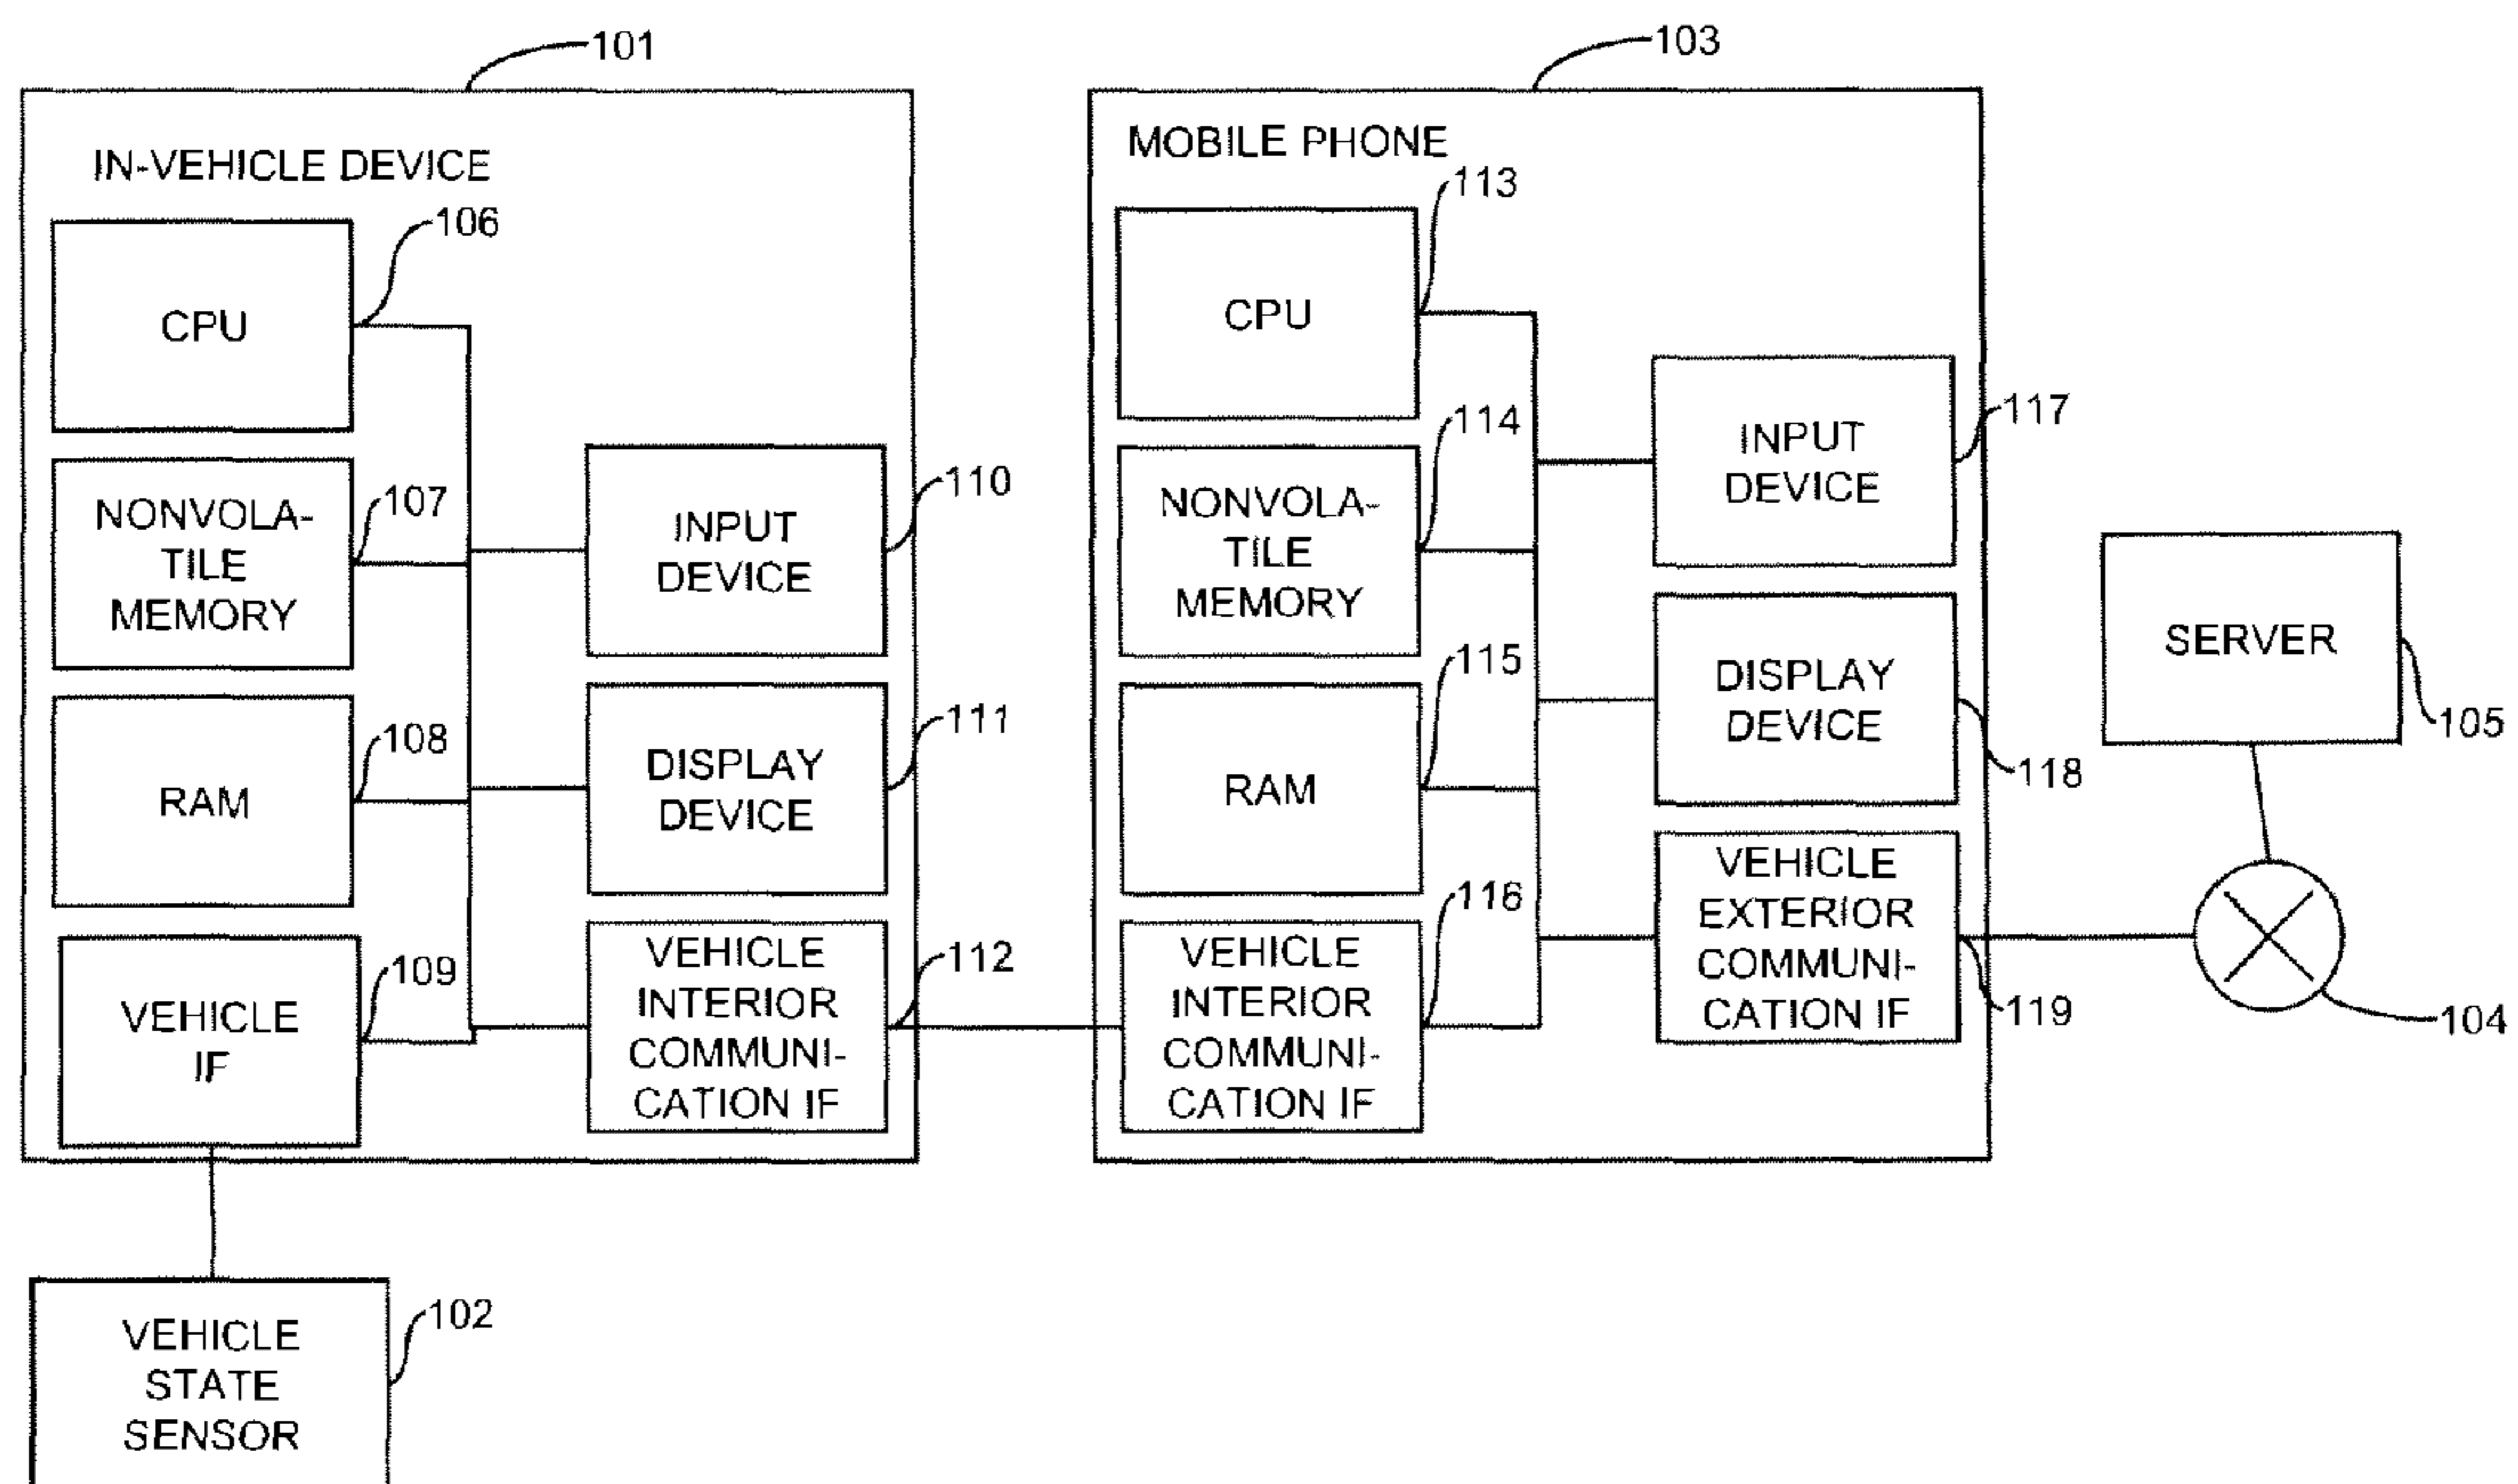 101
103
IN-VEHICLE DEVICE
MOBILE PHONE
106
CPU
113
CPU
107
NONVOLA-
TILE
MEMORY
110
INPUT
DEVICE
114
NONVOLA-
TILE
MEMORY
117
INPUT
DEVICE
108
RAM
111
DISPLAY
DEVICE
115
RAM
118
DISPLAY
DEVICE
SERVER
105
109
VEHICLE
IF
112
VEHICLE
INTERIOR
COMMUNI-
CATION IF
116
VEHICLE
INTERIOR
COMMUNI-
CATION IF
VEHICLE
EXTERIOR
COMMUNI-
CATION IF
119
104
102
VEHICLE
STATE
SENSOR